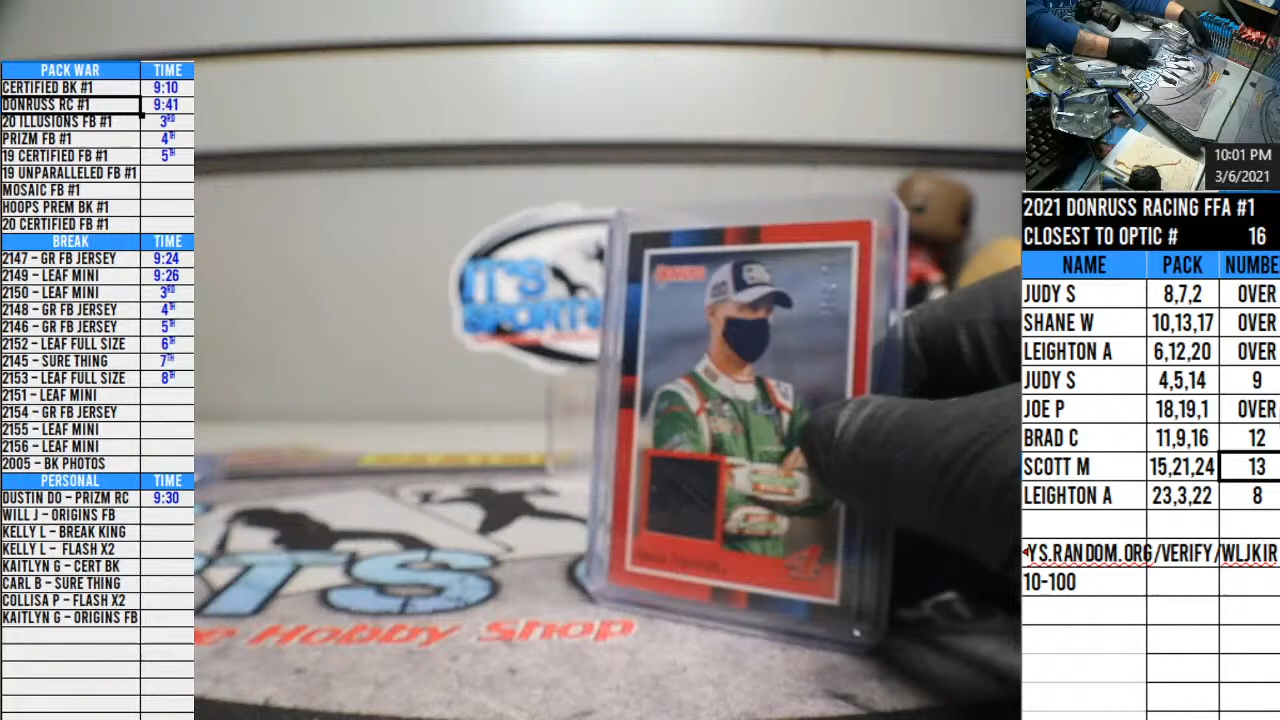 PACK WAR TIME
CERTIFIED BK #1 9:10
DONRUSS RC #1 9:41
20 ILLUSIONS FB #1 3RD
PRIZM FB #1 4TH
19 CERTIFIED FB #1 5TH
19 UNPARALLELED FB #1
MOSAIC FB #1
HOOPS PREM BK #1
20 CERTIFIED FB #1
BREAK TIME
2147 – GR FB JERSEY 9:24
2149 – LEAF MINI 9:26
2150 – LEAF MINI 3RD
2148 – GR FB JERSEY 4TH
2146 – GR FB JERSEY 5TH
2152 – LEAF FULL SIZE 6TH
2145 – SURE THING 7TH
2153 – LEAF FULL SIZE 8TH
2151 – LEAF MINI
2154 – GR FB JERSEY
2155 – LEAF MINI
2156 – LEAF MINI
2005 – BK PHOTOS
PERSONAL TIME
DUSTIN DO – PRIZM RC 9:30
WILL J – ORIGINS FB
KELLY L – BREAK KING
KELLY L – FLASH X2
KAITLYN G – CERT BK
CARL B – SURE THING
COLLISA P – FLASH X2
KAITLYN G – ORIGINS FB
IT'S
SPORTS
DONRUSS
RTS
e Hobby Shop
10:01 PM
3/6/2021
2021 DONRUSS RACING FFA #1
CLOSEST TO OPTIC # 16
NAME PACK NUMBE
JUDY S 8,7,2 OVER
SHANE W 10,13,17 OVER
LEIGHTON A 6,12,20 OVER
JUDY S 4,5,14 9
JOE P 18,19,1 OVER
BRAD C 11,9,16 12
SCOTT M 15,21,24 13
LEIGHTON A 23,3,22 8
YS.RANDOM.ORG/VERIFY/WLJKIR
10-100